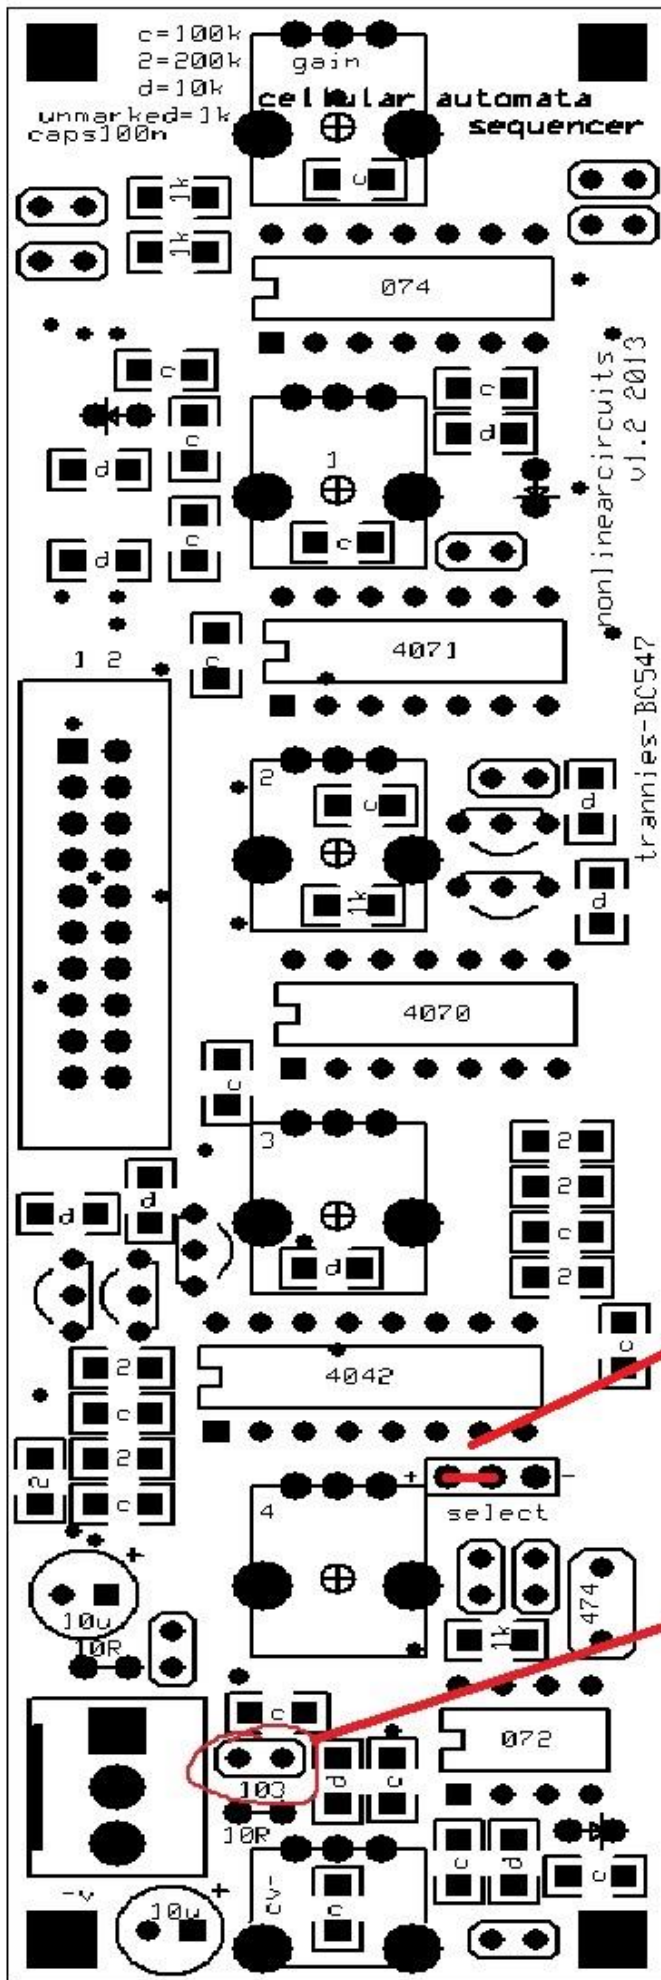 c=100k
2=200k
d=10k
unmarked=1k
caps100n
gain
cellular automata
sequencer
c
1k
1k
074
nonlinearcircuits
v1.2 2013
c
c
d
c
d
1
c
d
c
4071
c
1 2
trannies-BC547
2
c
1k
d
d
4070
c
3
2
2
c
2
d
d
d
4042
c
2
c
2
c
2
+ -
select
4
+
10u
10R
474
1k
c
072
103
d
c
10R
c
d
c
-v
+
10u
cv-
c